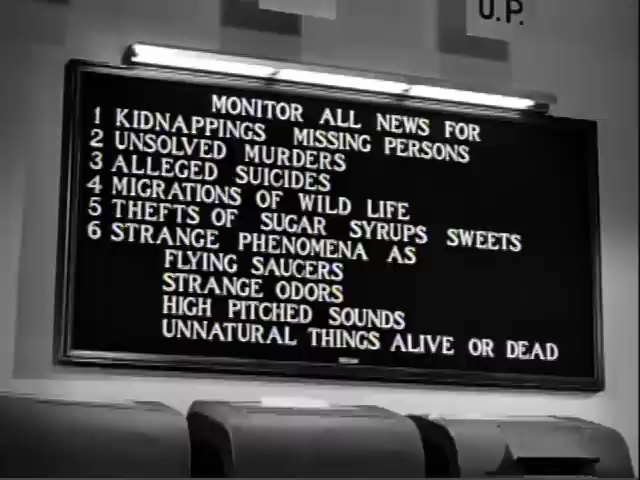 U.P.
MONITOR ALL NEWS FOR
1 KIDNAPPINGS MISSING PERSONS
2 UNSOLVED MURDERS
3 ALLEGED SUICIDES
4 MIGRATIONS OF WILD LIFE
5 THEFTS OF SUGAR SYRUPS SWEETS
6 STRANGE PHENOMENA AS
FLYING SAUCERS
STRANGE ODORS
HIGH PITCHED SOUNDS
UNNATURAL THINGS ALIVE OR DEAD